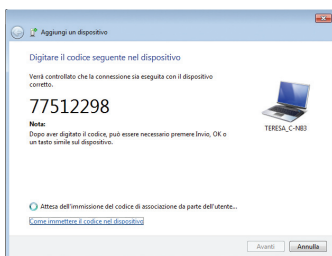 Aggiungi un dispositivo
Digitare il codice seguente nel dispositivo
Verrà controllato che la connessione sia eseguita con il dispositivo
corretto.
77512298
Nota:
Dopo aver digitato il codice, può essere necessario premere Invio, OK o
un tasto simile sul dispositivo.
TERESA_C-NB3
Attesa dell'immissione del codice di associazione da parte dell'utente...
Come immettere il codice nel dispositivo
Avanti
Annulla